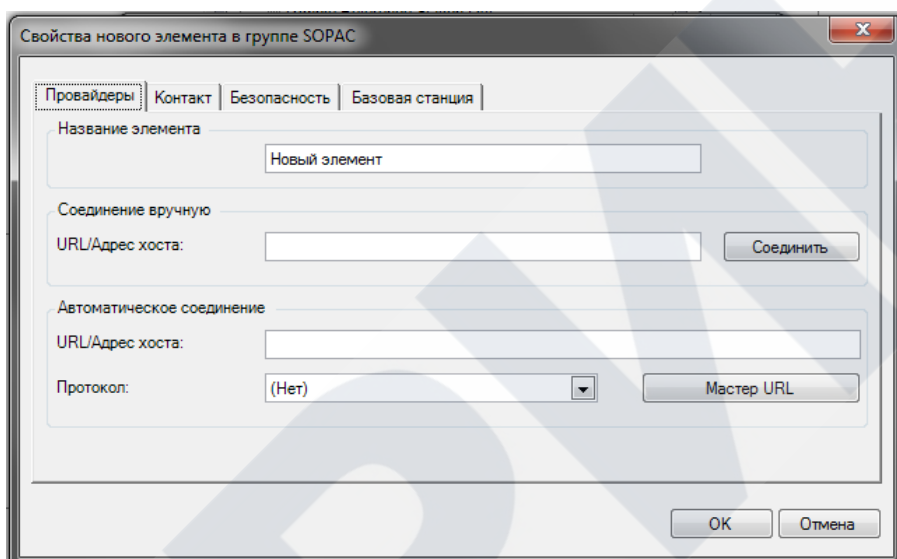 Свойства нового элемента в группе SOPAC
Провайдеры Контакт Безопасность Базовая станция
Название элемента
Новый элемент
Соединение вручную
URL/Адрес хоста: Соединить
Автоматическое соединение
URL/Адрес хоста:
Протокол: (Нет) Мастер URL
OK Отмена